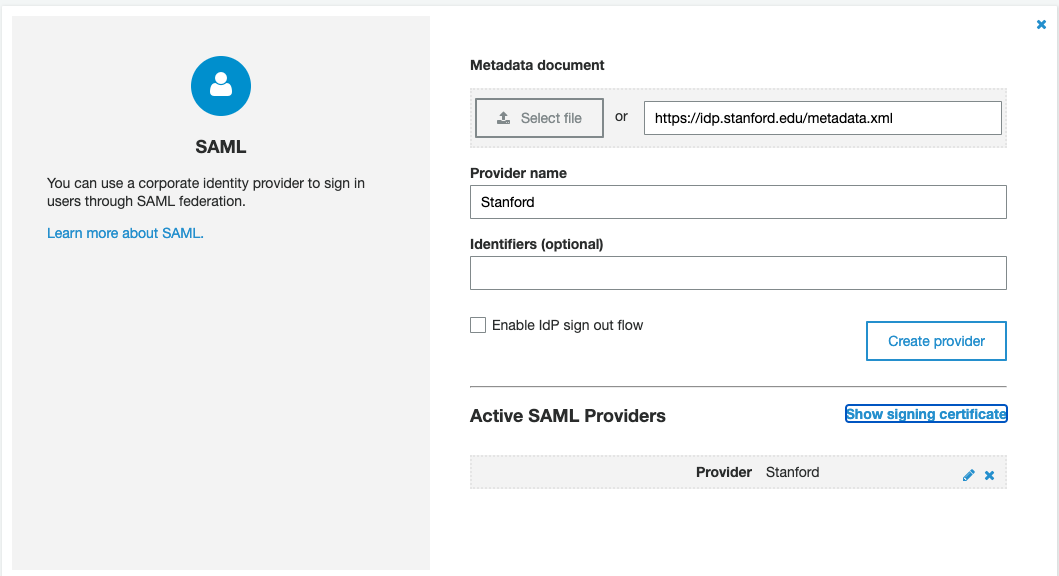 SAML
You can use a corporate identity provider to sign in
users through SAML federation.
Learn more about SAML.
Metadata document
Select file or https://idp.stanford.edu/metadata.xml
Provider name
Stanford
Identifiers (optional)
Enable IdP sign out flow
Create provider
Active SAML Providers Show signing certificate
Provider Stanford